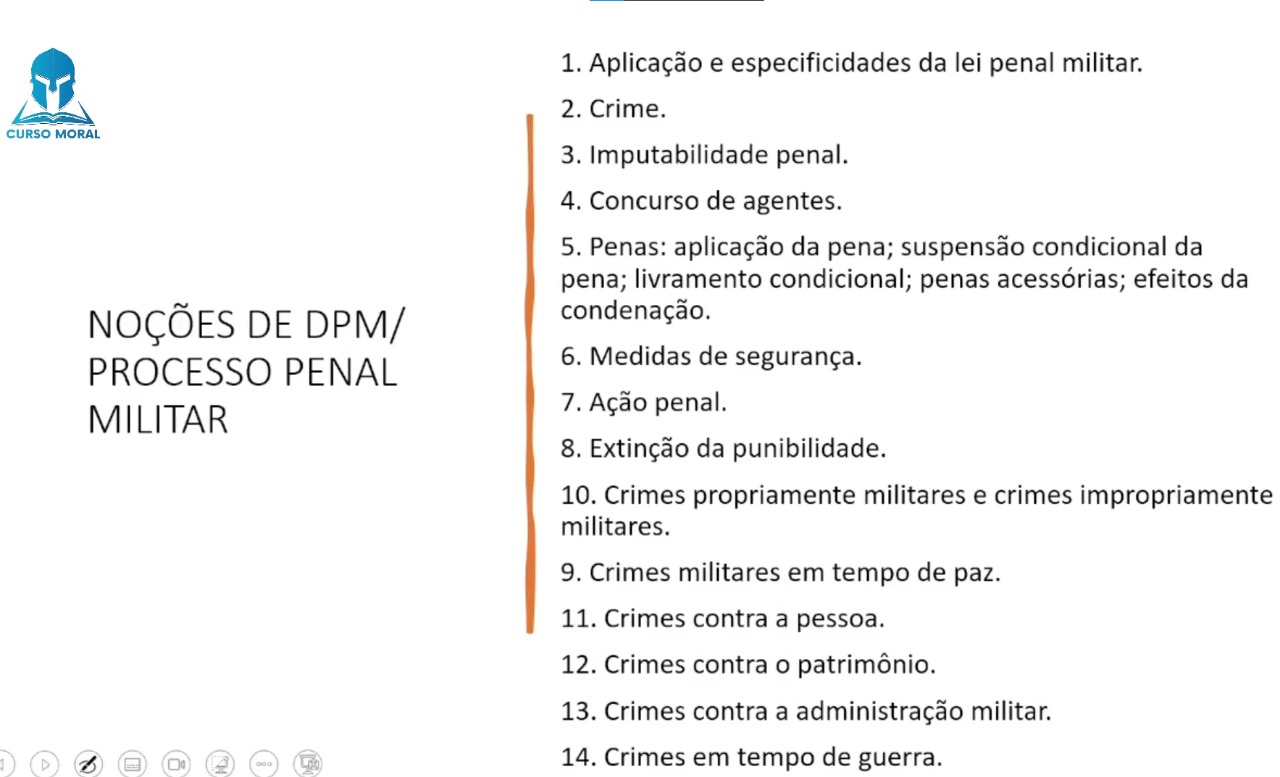 CURSO MORAL
NOÇÕES DE DPM/
PROCESSO PENAL
MILITAR
1. Aplicação e especificidades da lei penal militar.
2. Crime.
3. Imputabilidade penal.
4. Concurso de agentes.
5. Penas: aplicação da pena; suspensão condicional da
pena; livramento condicional; penas acessórias; efeitos da
condenação.
6. Medidas de segurança.
7. Ação penal.
8. Extinção da punibilidade.
10. Crimes propriamente militares e crimes impropriamente
militares.
9. Crimes militares em tempo de paz.
11. Crimes contra a pessoa.
12. Crimes contra o patrimônio.
13. Crimes contra a administração militar.
14. Crimes em tempo de guerra.